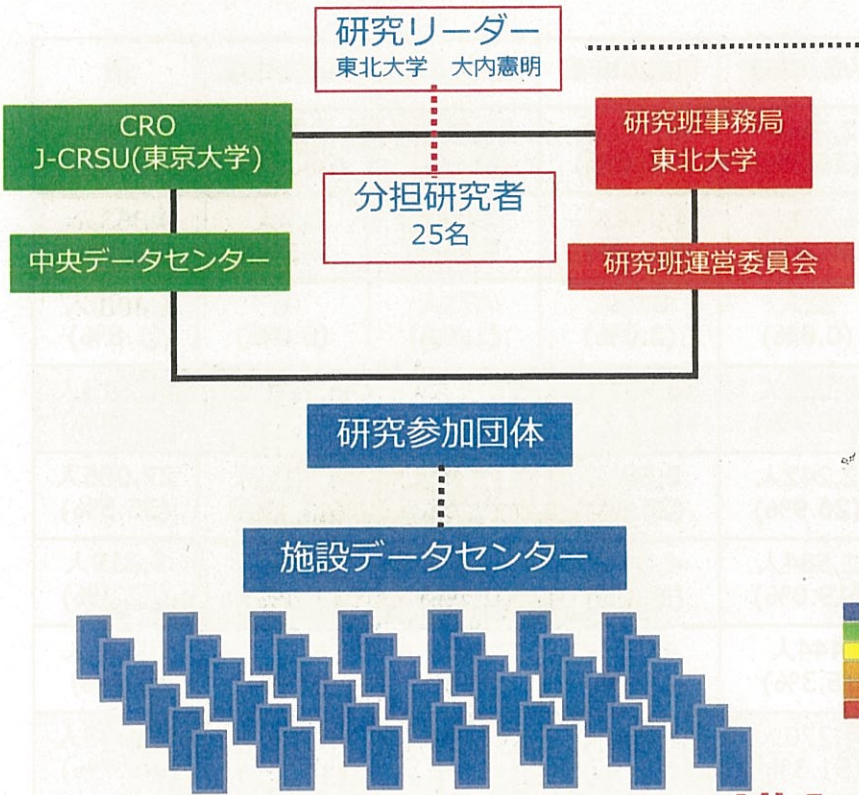 研究リーダー
東北大学 大内憲明
CRO
J-CRSU(東京大学)
研究班事務局
東北大学
分担研究者
25名
中央データセンター
研究班運営委員会
研究参加団体
施設データセンター